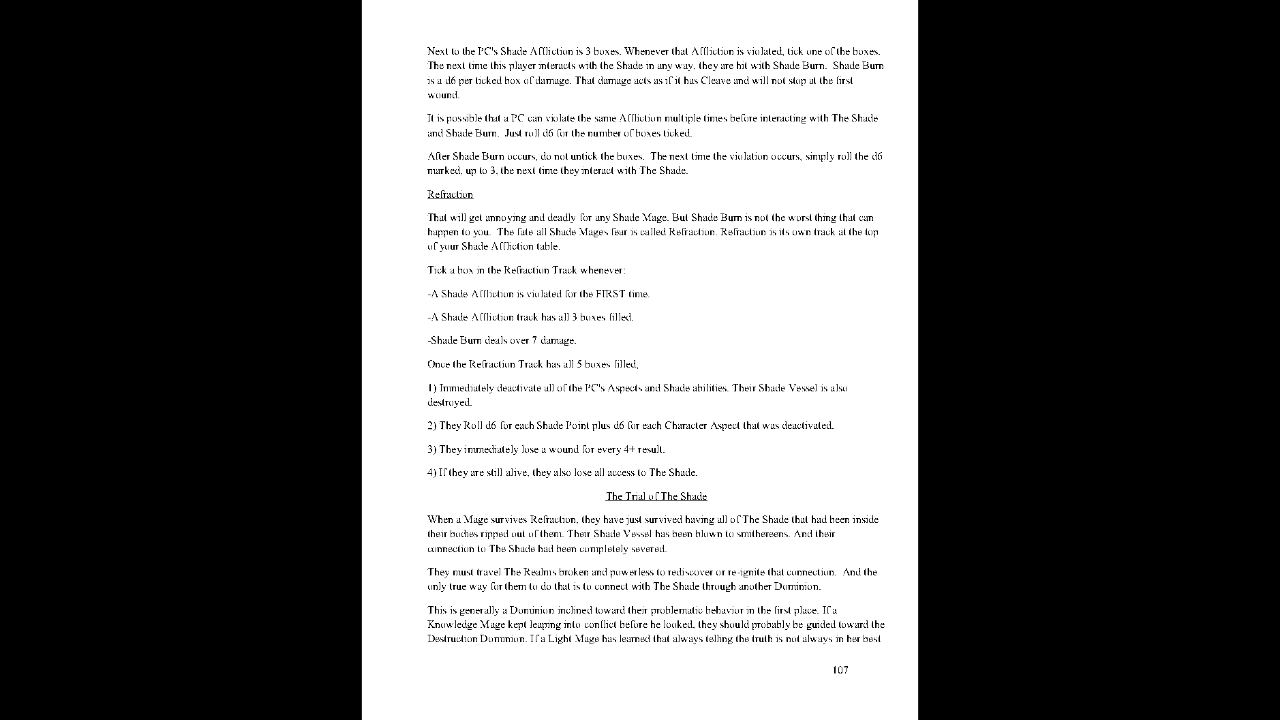 Next to the PC's Shade Affliction is 3 boxes. Whenever that Affliction is violated, tick one of the boxes.
The next time this player interacts with the Shade in any way, they are hit with Shade Burn.  Shade Burn
is a d6 per ticked box of damage. That damage acts as if it has Cleave and will not stop at the first
wound.
It is possible that a PC can violate the same Affliction multiple times before interacting with The Shade
and Shade Burn.  Just roll d6 for the number of boxes ticked.
After Shade Burn occurs, do not untick the boxes.  The next time the violation occurs, simply roll the d6
marked, up to 3, the next time they interact with The Shade.
Refraction
That will get annoying and deadly for any Shade Mage. But Shade Burn is not the worst thing that can
happen to you.  The fate all Shade Mages fear is called Refraction. Refraction is its own track at the top
of your Shade Affliction table.
Tick a box in the Refraction Track whenever:
-A Shade Affliction is violated for the FIRST time.
-A Shade Affliction track has all 3 boxes filled.
-Shade Burn deals over 7 damage.
Once the Refraction Track has all 5 boxes filled,
1) Immediately deactivate all of the PC's Aspects and Shade abilities. Their Shade Vessel is also
destroyed.
2) They Roll d6 for each Shade Point plus d6 for each Character Aspect that was deactivated.
3) They immediately lose a wound for every 4+ result.
4) If they are still alive, they also lose all access to The Shade.
The Trial of The Shade
When a Mage survives Refraction, they have just survived having all of The Shade that had been inside
their bodies ripped out of them. Their Shade Vessel has been blown to smithereens. And their
connection to The Shade had been completely severed.
They must travel The Realms broken and powerless to rediscover or re-ignite that connection.  And the
only true way for them to do that is to connect with The Shade through another Dominion.
This is generally a Dominion inclined toward their problematic behavior in the first place. If a
Knowledge Mage kept leaping into conflict before he looked, they should probably be guided toward the
Destruction Dominion. If a Light Mage has learned that always telling the truth is not always in her best
107